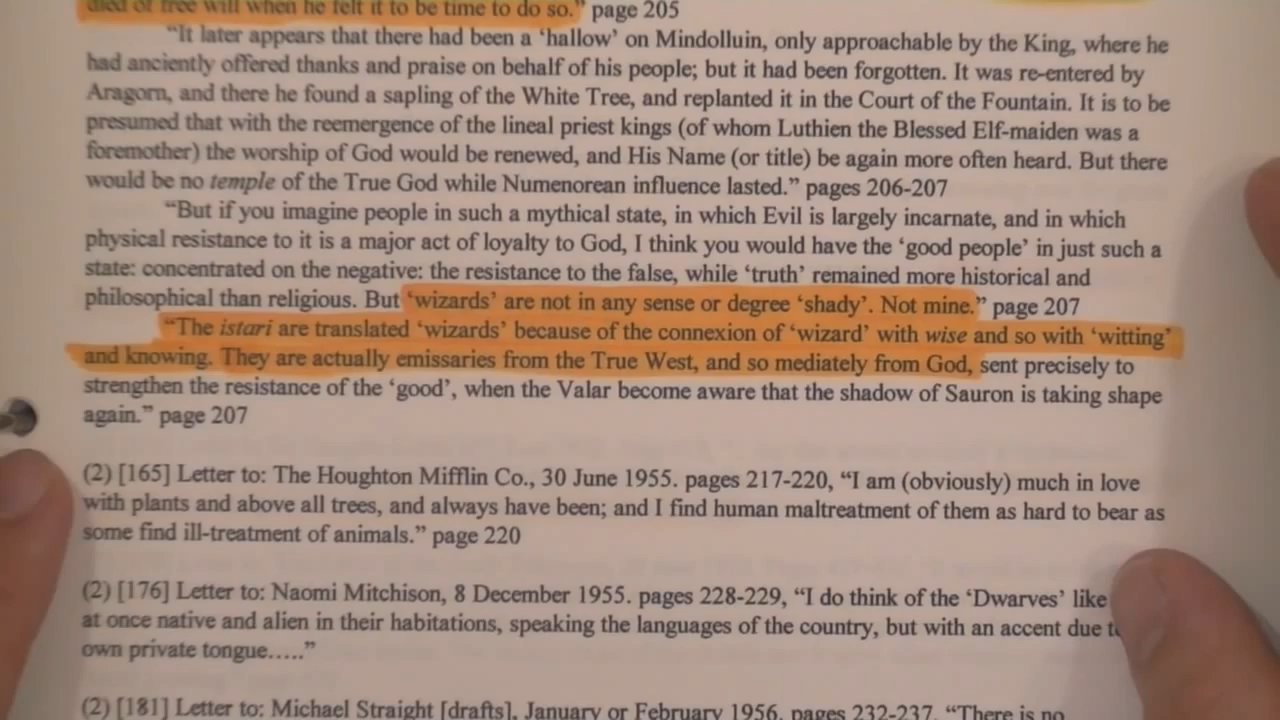 died of free will when he felt it to be time to do so.” page 205
“It later appears that there had been a ‘hallow’ on Mindolluin, only approachable by the King, where he
had anciently offered thanks and praise on behalf of his people; but it had been forgotten. It was re-entered by
Aragorn, and there he found a sapling of the White Tree, and replanted it in the Court of the Fountain. It is to be
presumed that with the reemergence of the lineal priest kings (of whom Luthien the Blessed Elf-maiden was a
foremother) the worship of God would be renewed, and His Name (or title) be again more often heard. But there
would be no temple of the True God while Numenorean influence lasted.” pages 206-207
“But if you imagine people in such a mythical state, in which Evil is largely incarnate, and in which
physical resistance to it is a major act of loyalty to God, I think you would have the ‘good people’ in just such a
state: concentrated on the negative: the resistance to the false, while ‘truth’ remained more historical and
philosophical than religious. But ‘wizards’ are not in any sense or degree ‘shady’. Not mine.” page 207
“The istari are translated ‘wizards’ because of the connexion of ‘wizard’ with wise and so with ‘witting’
and knowing. They are actually emissaries from the True West, and so mediately from God, sent precisely to
strengthen the resistance of the ‘good’, when the Valar become aware that the shadow of Sauron is taking shape
again.” page 207
(2) [165] Letter to: The Houghton Mifflin Co., 30 June 1955. pages 217-220, “I am (obviously) much in love
with plants and above all trees, and always have been; and I find human maltreatment of them as hard to bear as
some find ill-treatment of animals.” page 220
(2) [176] Letter to: Naomi Mitchison, 8 December 1955. pages 228-229, “I do think of the ‘Dwarves’ like
at once native and alien in their habitations, speaking the languages of the country, but with an accent due
own private tongue…..”
(2) [181] Letter to: Michael Straight [drafts], January or February 1956. pages 232-237, “There is no